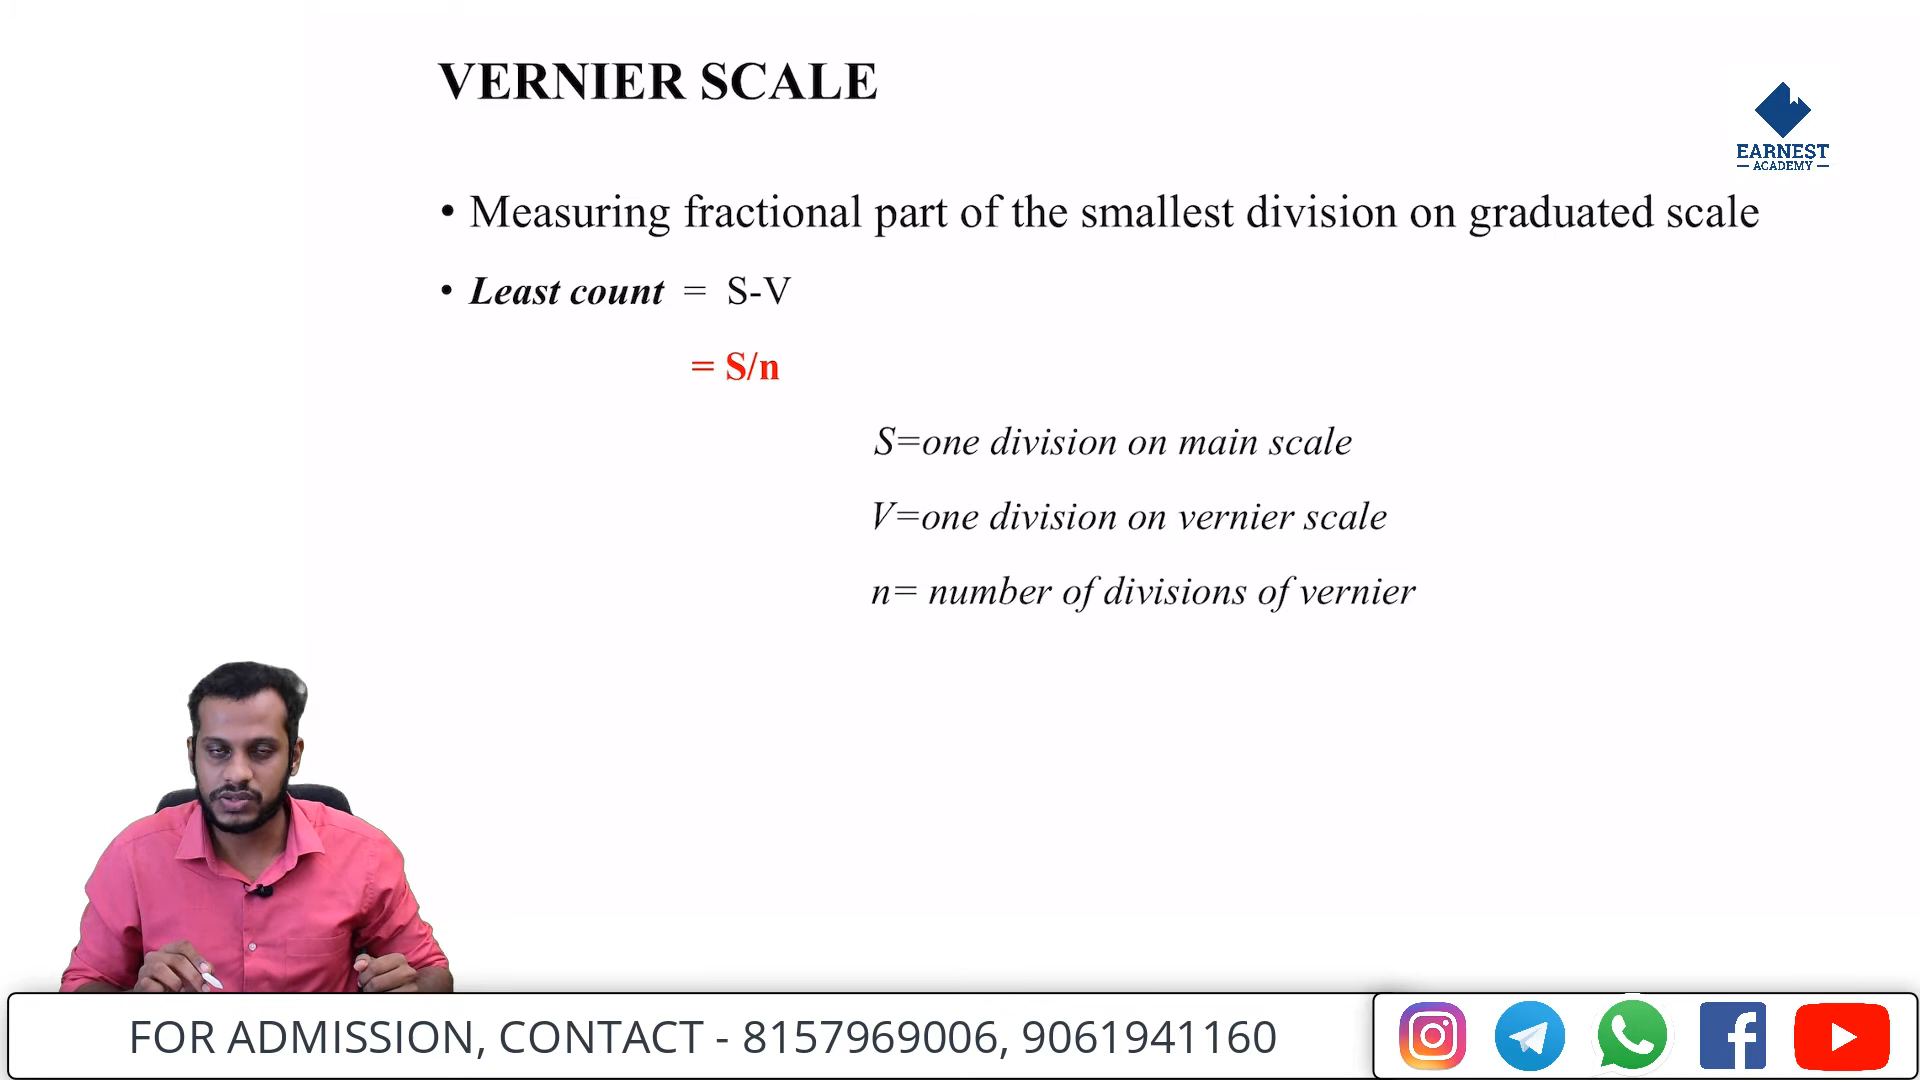 VERNIER SCALE
EARNEST
ACADEMY
• Measuring fractional part of the smallest division on graduated scale
• Least count = S-V
= S/n
S=one division on main scale
V=one division on vernier scale
n= number of divisions of vernier
FOR ADMISSION, CONTACT - 8157969006, 9061941160